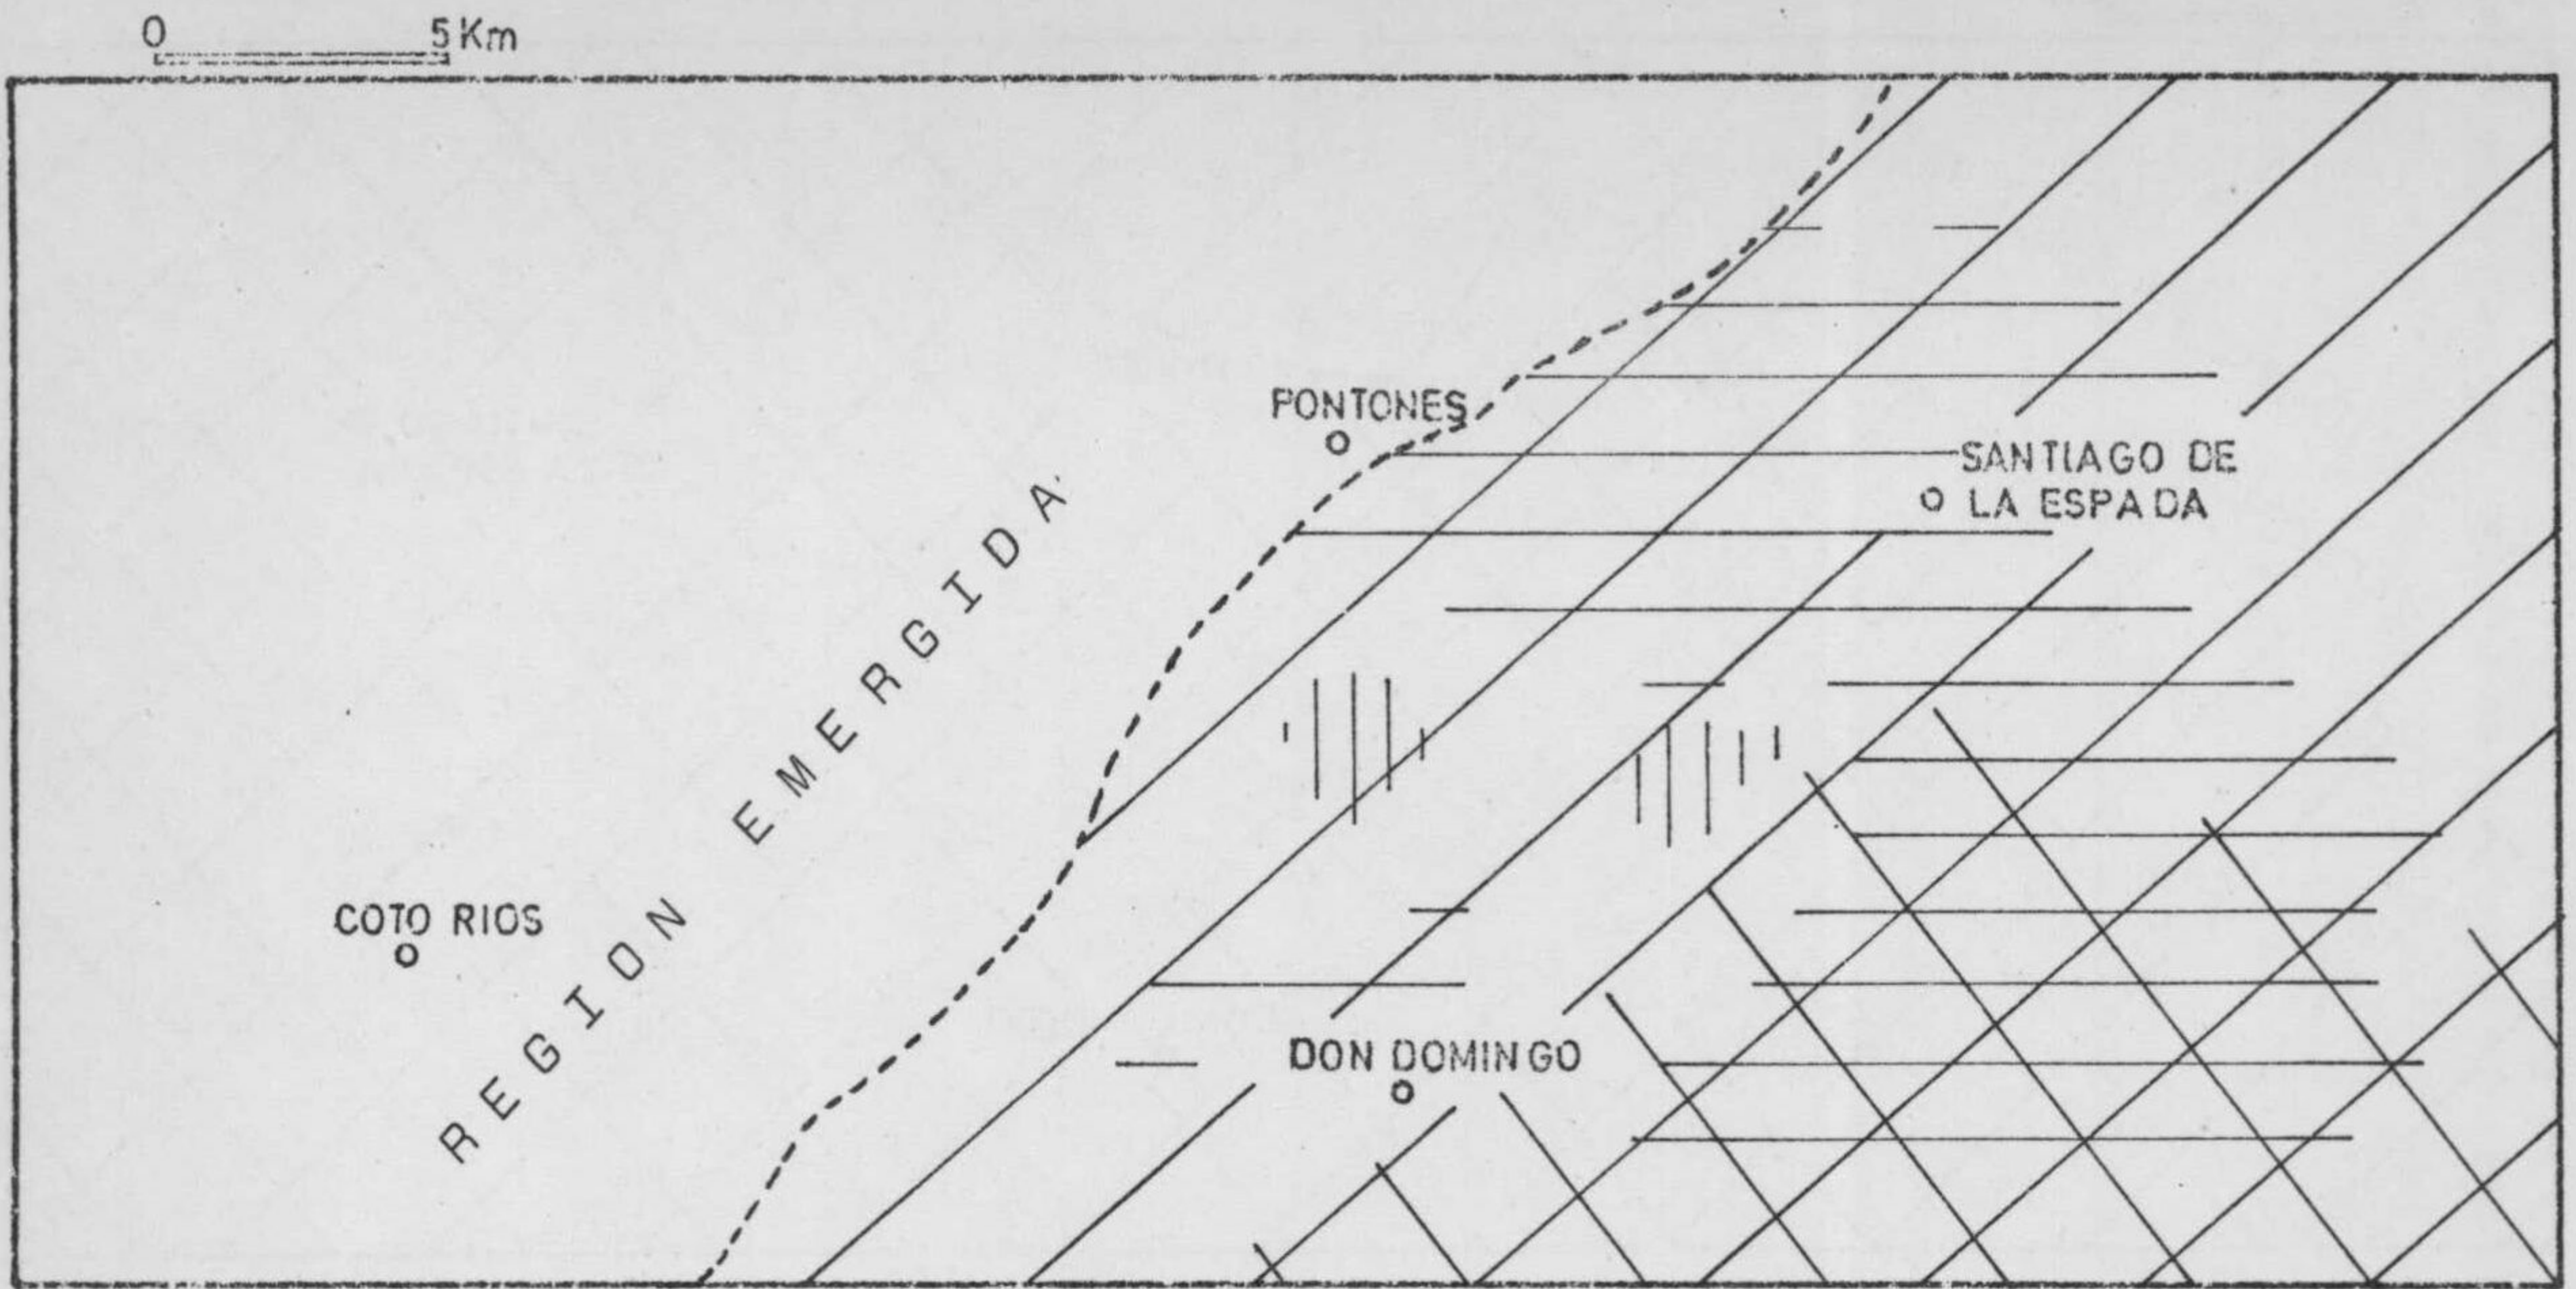 0 5 Km
PONTONES
SANTIAGO DE
LA ESPADA
REGION EMERGIDA
COTO RIOS
DON DOMINGO